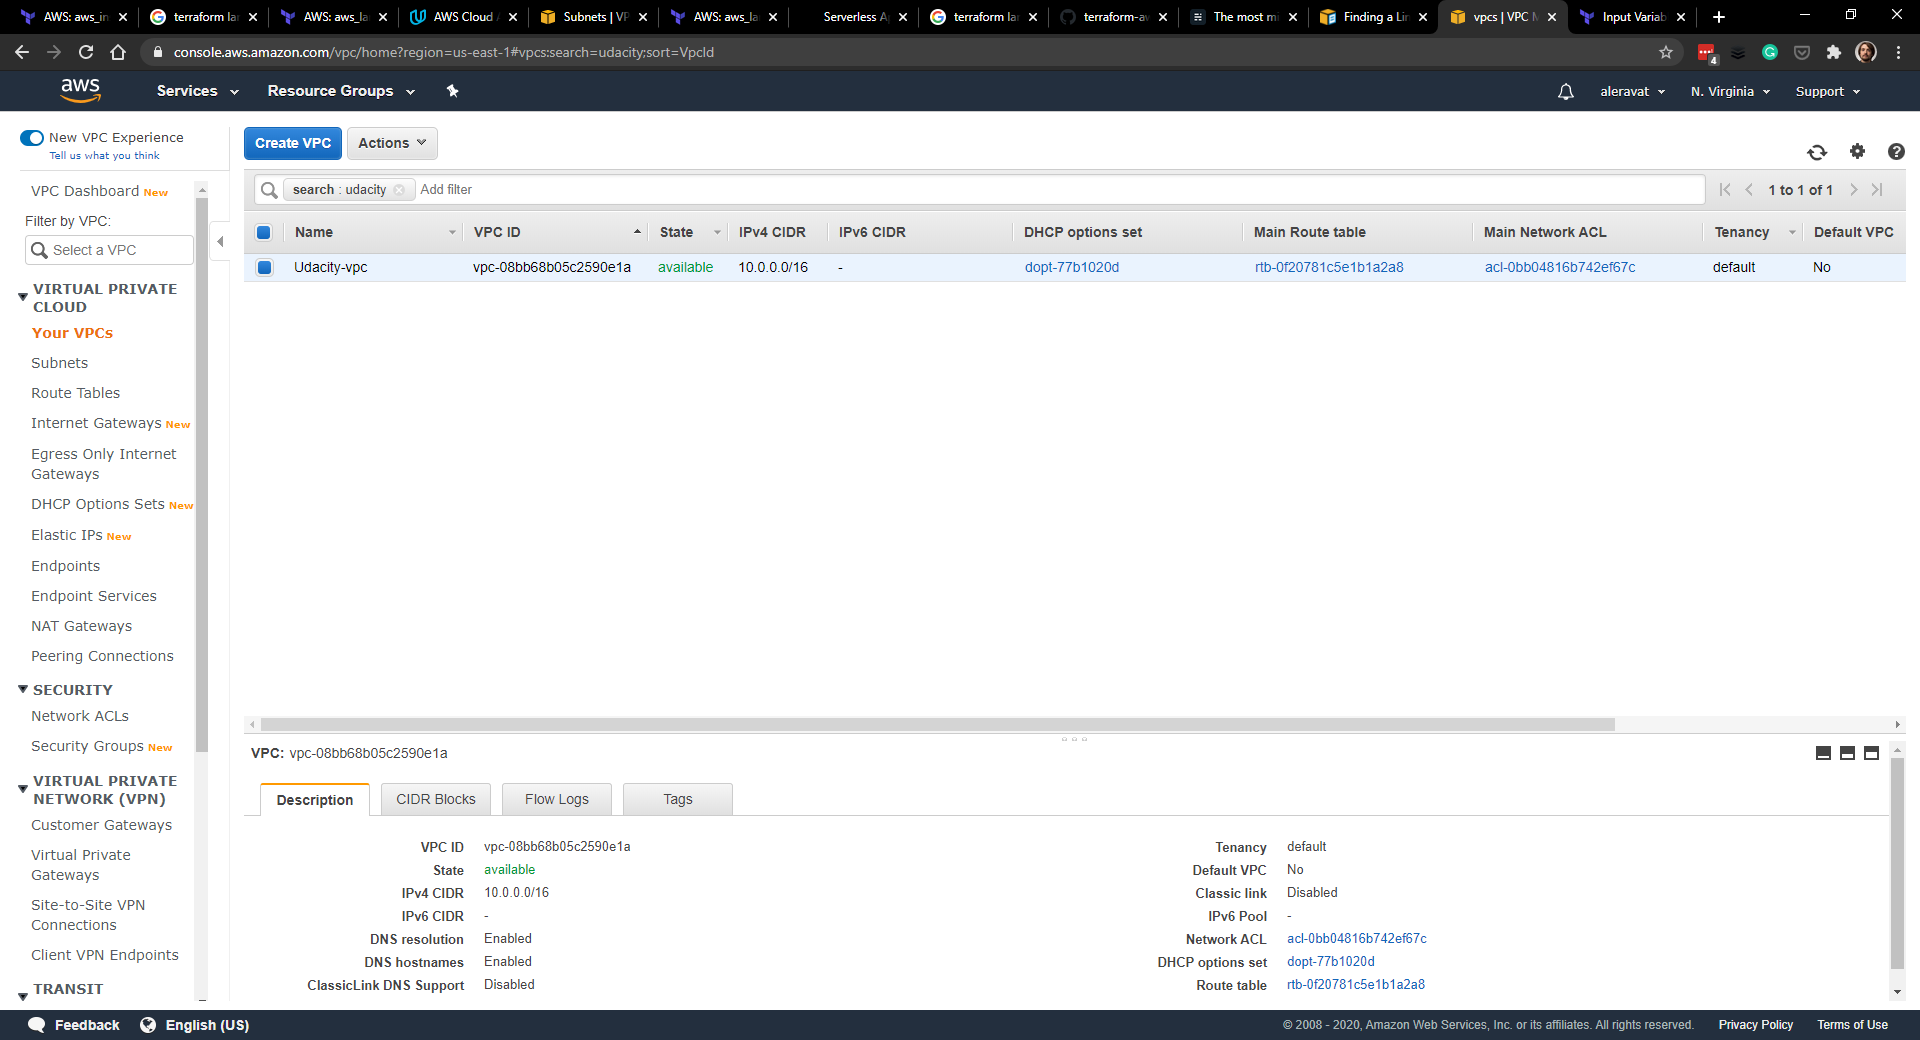 AWS: aws_in
terraform la
AWS: aws_la
AWS Cloud A
Subnets | VP
AWS: aws_la
Serverless Ap
terraform la
terraform-aw
The most mi
Finding a Lin
vpcs | VPC M
Input Variab
console.aws.amazon.com/vpc/home?region=us-east-1#vpcs:search=udacity;sort=VpcId
4
aws
Services
Resource Groups
aleravat
N. Virginia
Support
New VPC Experience
Tell us what you think
VPC Dashboard New
Filter by VPC:
Select a VPC
VIRTUAL PRIVATE
CLOUD
Your VPCs
Subnets
Route Tables
Internet Gateways New
Egress Only Internet
Gateways
DHCP Options Sets New
Elastic IPs New
Endpoints
Endpoint Services
NAT Gateways
Peering Connections
SECURITY
Network ACLs
Security Groups New
VIRTUAL PRIVATE
NETWORK (VPN)
Customer Gateways
Virtual Private
Gateways
Site-to-Site VPN
Connections
Client VPN Endpoints
TRANSIT
Create VPC
Actions
search : udacity
Add filter
1 to 1 of 1
Name VPC ID State IPv4 CIDR IPv6 CIDR DHCP options set Main Route table Main Network ACL Tenancy Default VPC
Udacity-vpc vpc-08bb68b05c2590e1a available 10.0.0.0/16 - dopt-77b1020d rtb-0f20781c5e1b1a2a8 acl-0bb04816b742ef67c default No
VPC: vpc-08bb68b05c2590e1a
Description CIDR Blocks Flow Logs Tags
VPC ID vpc-08bb68b05c2590e1a
State available
IPv4 CIDR 10.0.0.0/16
IPv6 CIDR -
DNS resolution Enabled
DNS hostnames Enabled
ClassicLink DNS Support Disabled
Tenancy default
Default VPC No
Classic link Disabled
IPv6 Pool -
Network ACL acl-0bb04816b742ef67c
DHCP options set dopt-77b1020d
Route table rtb-0f20781c5e1b1a2a8
Feedback
English (US)
© 2008 - 2020, Amazon Web Services, Inc. or its affiliates. All rights reserved.
Privacy Policy
Terms of Use